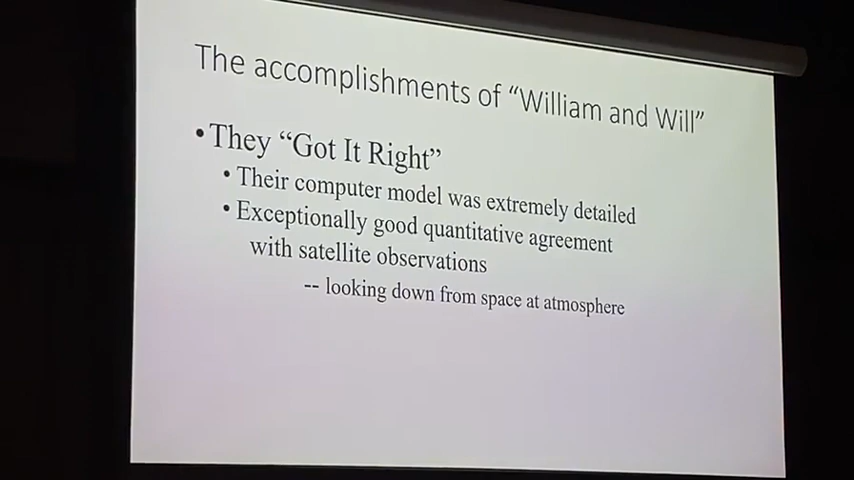 The accomplishments of “William and Will”
•They “Got It Right”
• Their computer model was extremely detailed
• Exceptionally good quantitative agreement
with satellite observations
-- looking down from space at atmosphere